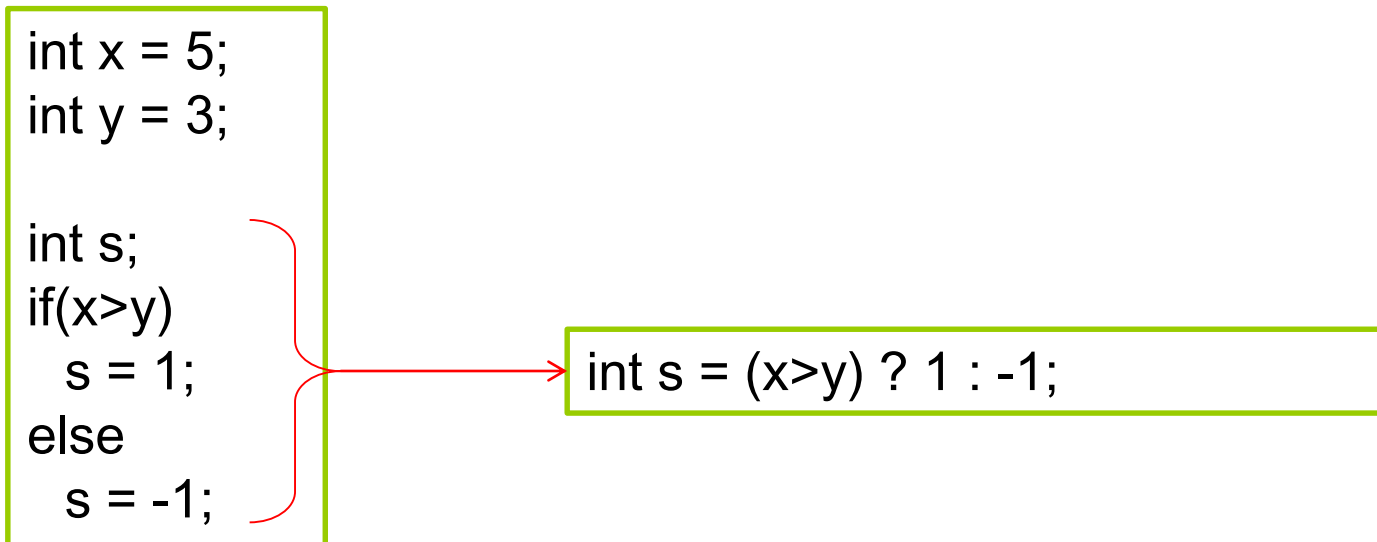 int x = 5;
int y = 3;
int s;
if(x>y)
s = 1;
else
s = -1;
int s = (x>y) ? 1 : -1;